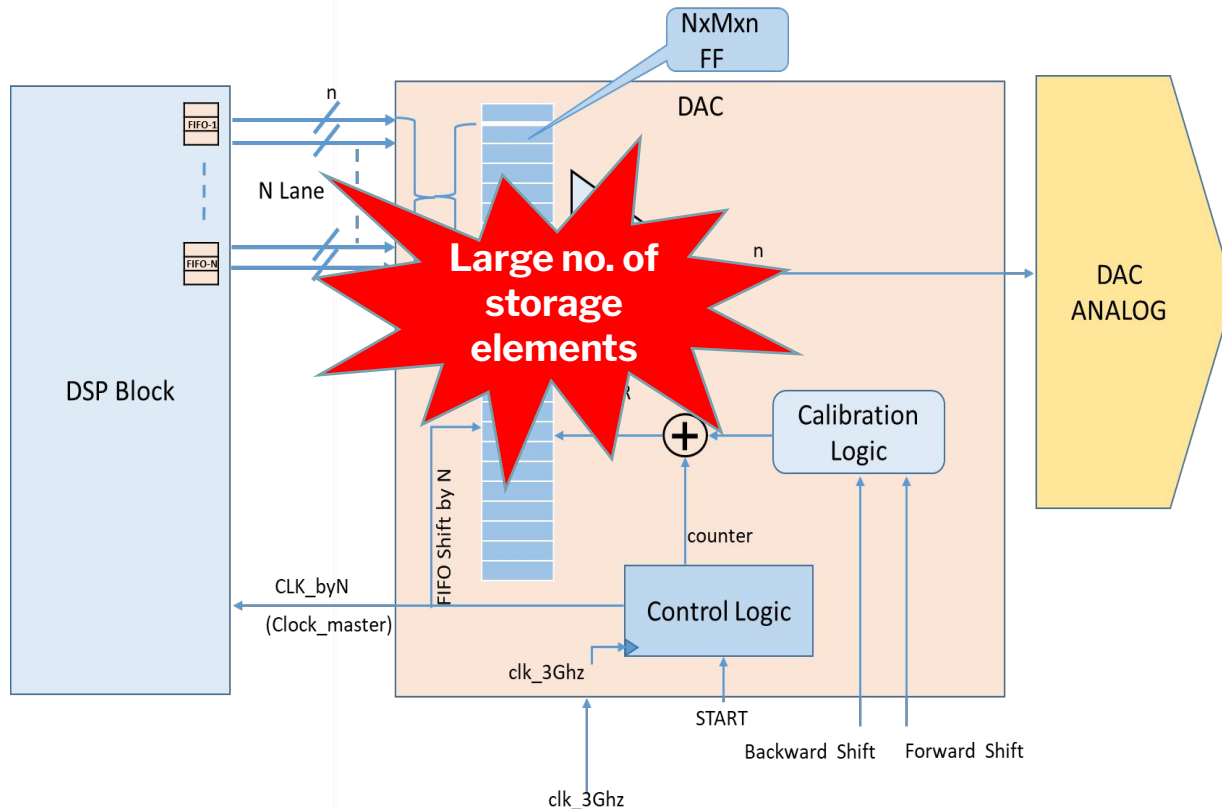 NxMxn
FF
n
DAC
FIFO-1
N Lane
FIFO-N
Large no. of
storage
elements
n
DAC
ANALOG
DSP Block
R
+
Calibration
Logic
FIFO Shift by N
counter
CLK_byN
(Clock_master)
Control Logic
clk_3Ghz
START
Backward Shift
Forward Shift
clk_3Ghz